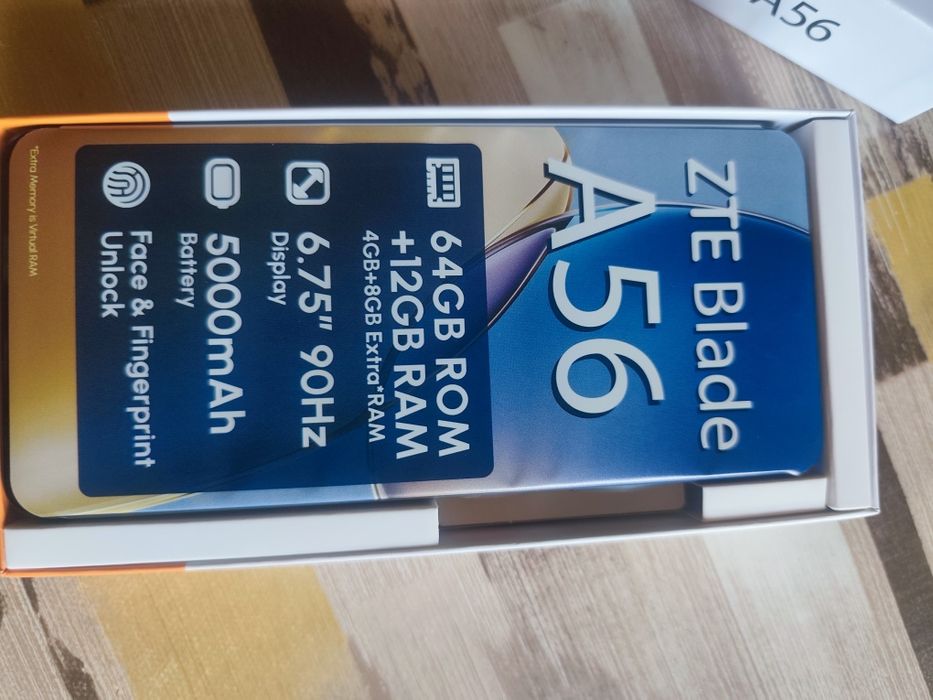 A56
ZTE Blade
A56
64GB ROM
+12GB RAM
4GB+8GB Extra*RAM
6.75" 90Hz
Display
5000mAh
Battery
Face & Fingerprint
Unlock
*Extra Memory is Virtual RAM